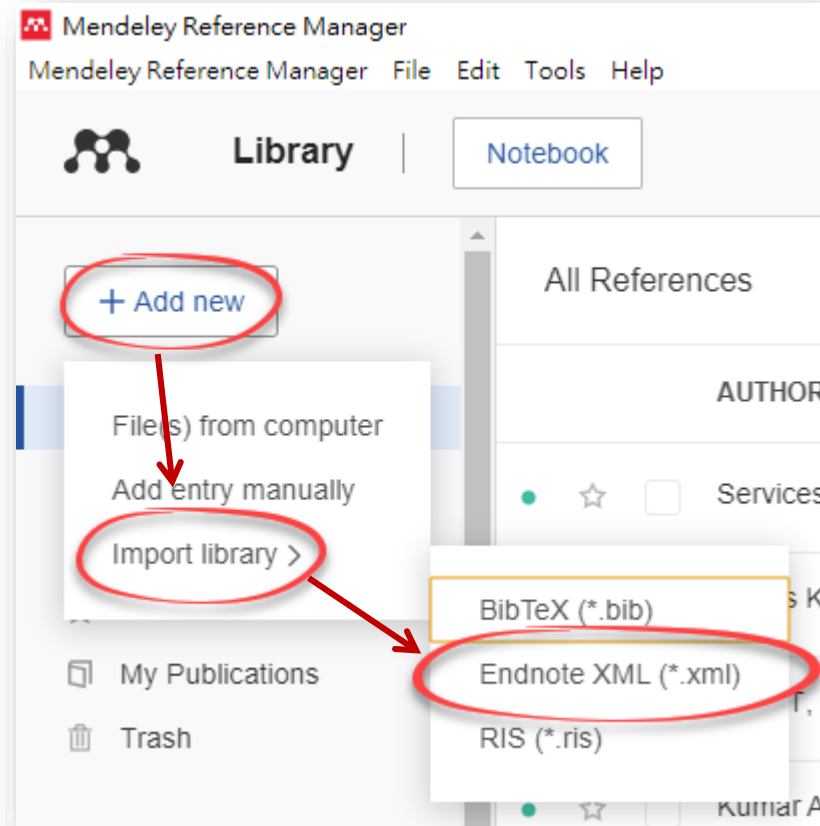 Mendeley Reference Manager
Mendeley Reference Manager File Edit Tools Help
Library Notebook
+ Add new
All References
File(s) from computer
Add entry manually
Import library >
BibTeX (*.bib)
Endnote XML (*.xml)
RIS (*.ris)
My Publications
Trash
AUTHOR
Services
s K
T,
Kumar A